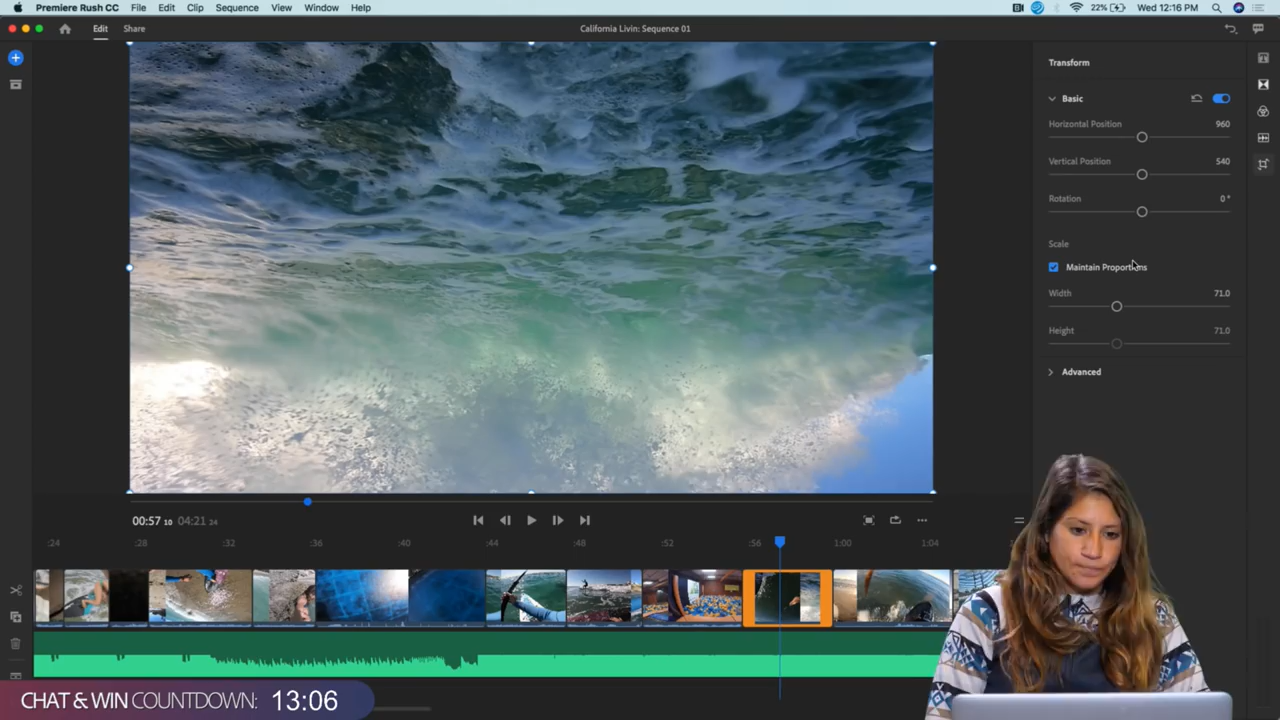 Premiere Rush CC File Edit Clip Sequence View Window Help 22% Wed 12:16 PM
Edit Share California Livin: Sequence 01
Transform
Basic
Horizontal Position 960
Vertical Position 540
Rotation 0°
Scale
Maintain Proportions
Width 71.0
Height 71.0
Advanced
00:57 10 04:21 24
:24 :28 :32 :36 :40 :44 :48 :52 :56 1:00 1:04
CHAT & WIN COUNTDOWN: 13:06